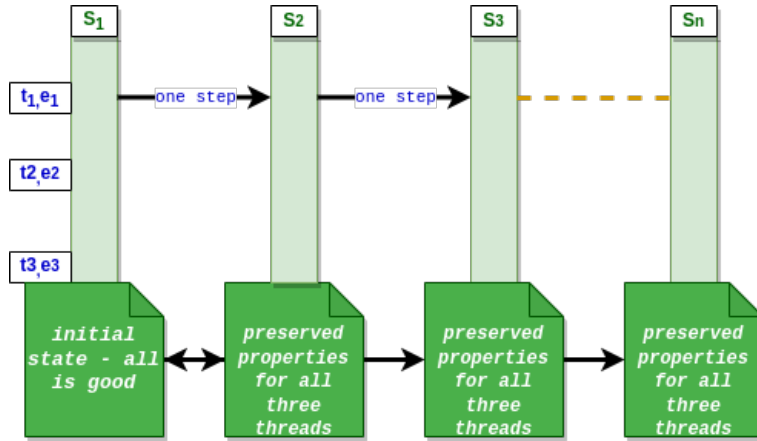 S1 S2 S3 Sn
t1,e1 one step one step
t2,e2
t3,e3
initial
state - all
is good
preserved
properties
for all
three
threads
preserved
properties
for all
three
threads
preserved
properties
for all
three
threads